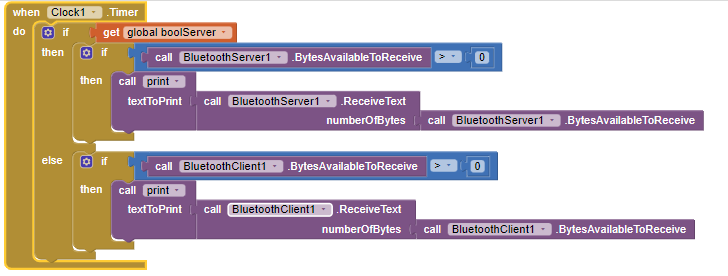 when Clock1 .Timer
do if get global boolServer
then if call BluetoothServer1 .BytesAvailableToReceive > 0
then call print
textToPrint call BluetoothServer1 .ReceiveText
numberOfBytes call BluetoothServer1 .BytesAvailableToReceive
else if call BluetoothClient1 .BytesAvailableToReceive > 0
then call print
textToPrint call BluetoothClient1 .ReceiveText
numberOfBytes call BluetoothClient1 .BytesAvailableToReceive